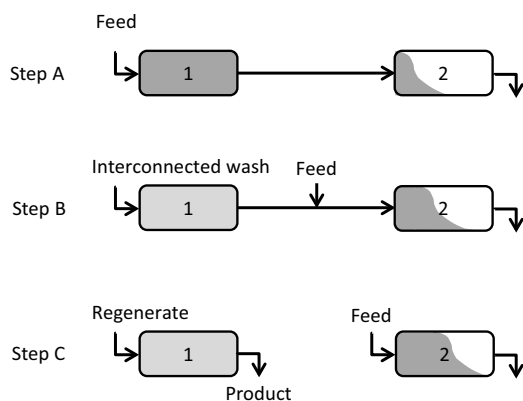 Feed
Step A
1
2
Interconnected wash
Feed
Step B
1
2
Regenerate
Feed
Step C
1
2
Product